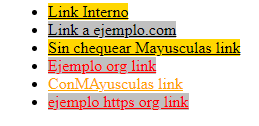 Link Interno
Link a ejemplo.com
Sin chequear Mayusculas link
Ejemplo org link
ConMAyusculas link
ejemplo https org link